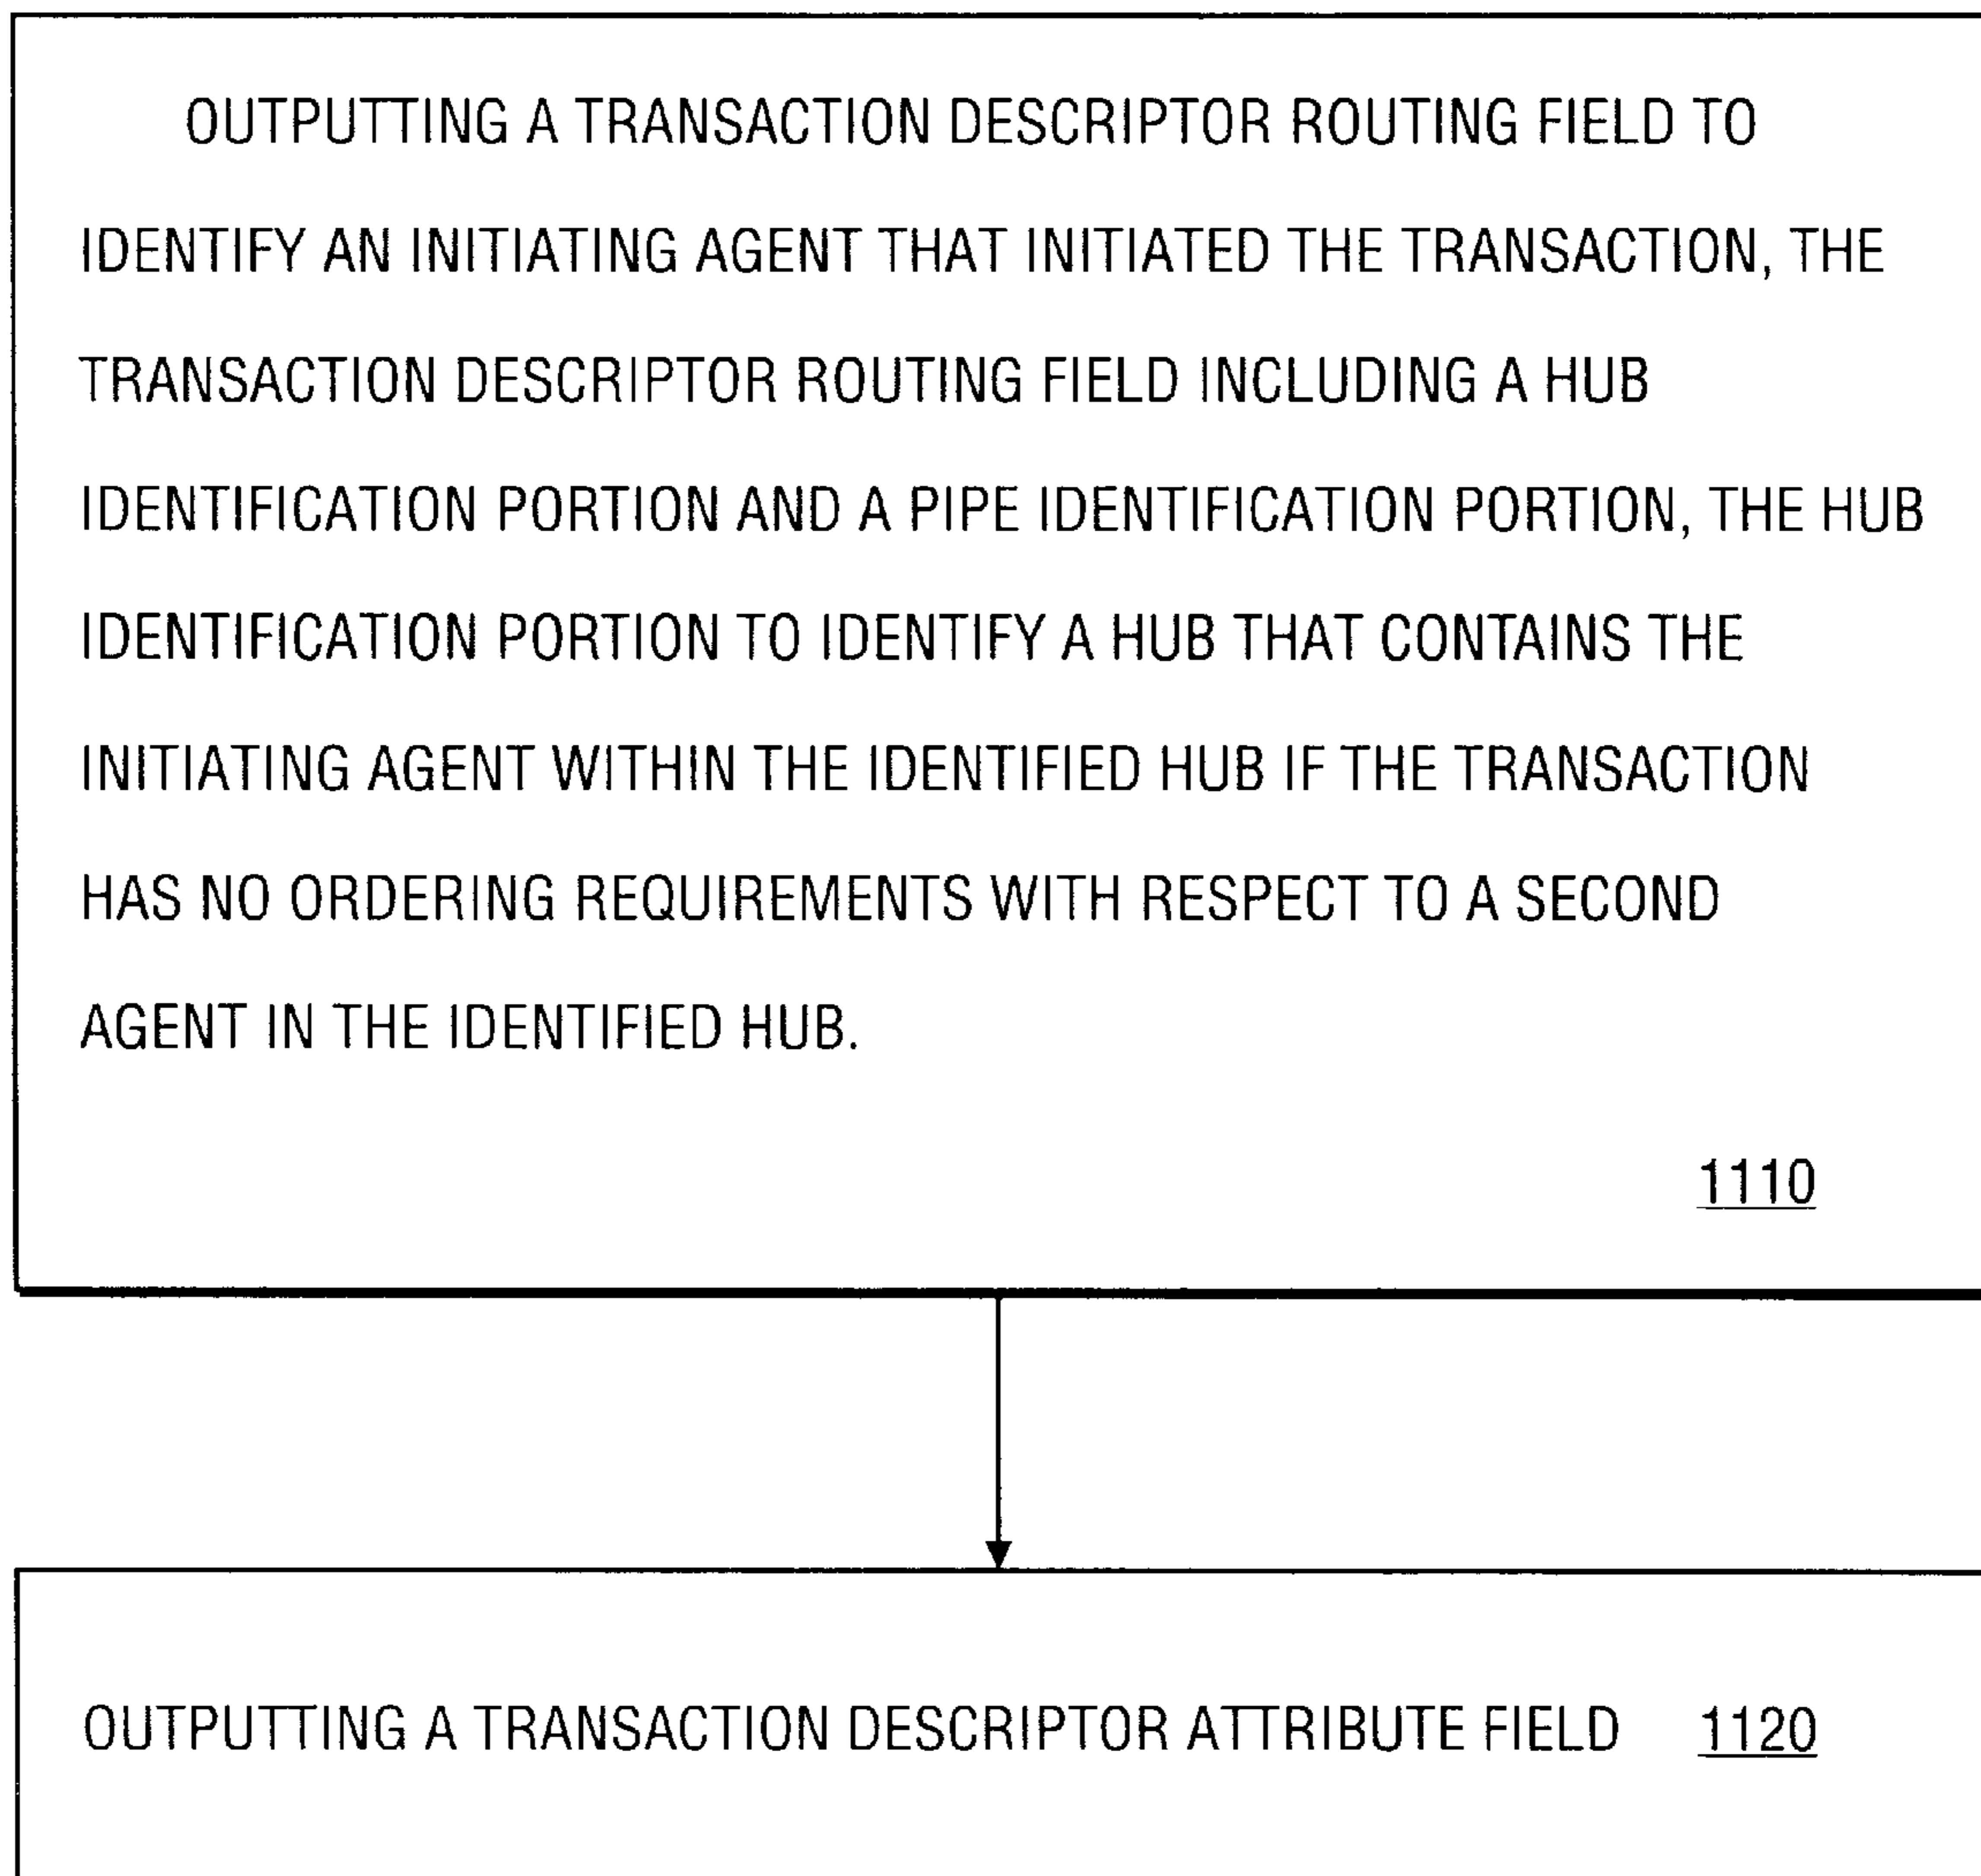 OUTPUTTING A TRANSACTION DESCRIPTOR ROUTING FIELD TO
IDENTIFY AN INITIATING AGENT THAT INITIATED THE TRANSACTION, THE
TRANSACTION DESCRIPTOR ROUTING FIELD INCLUDING A HUB
IDENTIFICATION PORTION AND A PIPE IDENTIFICATION PORTION, THE HUB
IDENTIFICATION PORTION TO IDENTIFY A HUB THAT CONTAINS THE
INITIATING AGENT WITHIN THE IDENTIFIED HUB IF THE TRANSACTION
HAS NO ORDERING REQUIREMENTS WITH RESPECT TO A SECOND
AGENT IN THE IDENTIFIED HUB.
1110
OUTPUTTING A TRANSACTION DESCRIPTOR ATTRIBUTE FIELD 1120